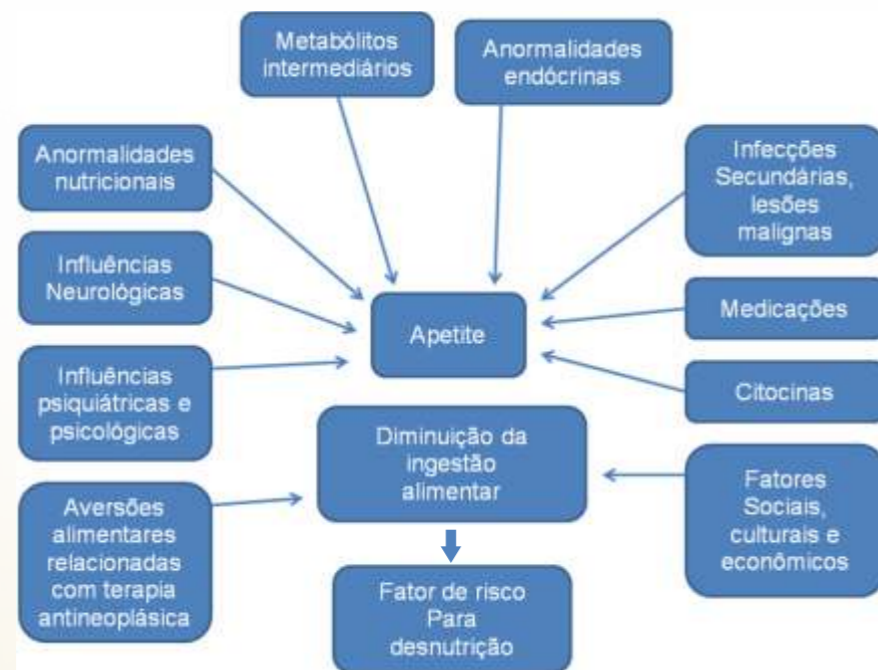 Metabólitos
intermediários
Anormalidades
endócrinas
Anormalidades
nutricionais
Infecções
Secundárias,
lesões
malignas
Influências
Neurológicas
Apetite
Medicações
Influências
psiquiátricas e
psicológicas
Citocinas
Diminuição da
ingestão
alimentar
Aversões
alimentares
relacionadas
com terapia
antineoplásica
Fatores
Sociais,
culturais e
econômicos
Fator de risco
Para
desnutrição